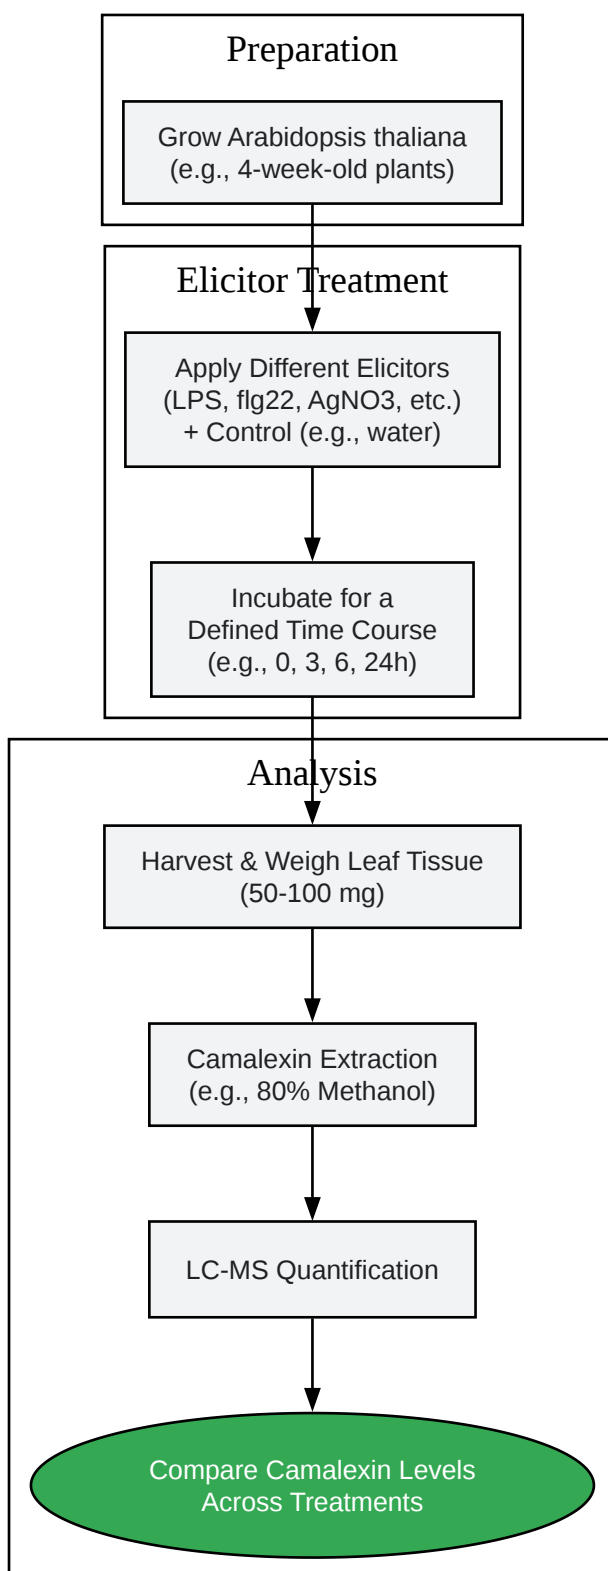 Preparation
Grow Arabidopsis thaliana
(e.g., 4-week-old plants)
Elicitor Treatment
Apply Different Elicitors
(LPS, flg22, AgNO3, etc.)
+ Control (e.g., water)
Incubate for a
Defined Time Course
(e.g., 0, 3, 6, 24h)
Analysis
Harvest & Weigh Leaf Tissue
(50-100 mg)
Camalexin Extraction
(e.g., 80% Methanol)
LC-MS Quantification
Compare Camalexin Levels
Across Treatments